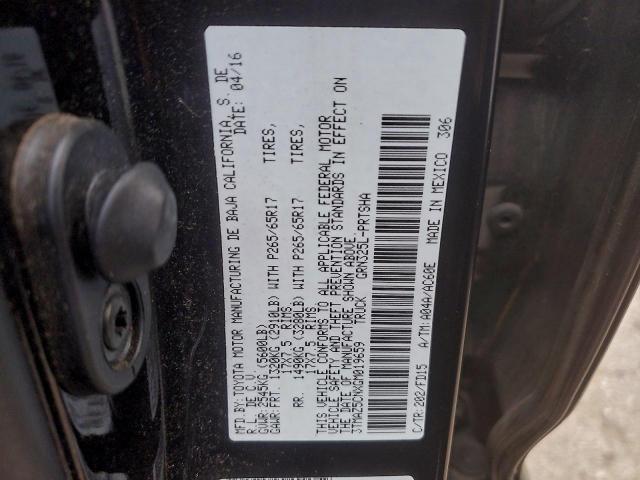 MFD.BY:TOYOTA MOTOR MANUFACTURING DE BAJA CALIFORNIA, S. DE
R. L. DE C.V. DATE: 04/16
GVWR 2545KG (5600LB)
GAWR:FRT. 1320KG (2910LB) WITH P265/65R17 TIRES,
17X7.5 RIMS
RR. 1490KG (3280LB) WITH P265/65R17 TIRES,
17X7.5 RIMS
THIS VEHICLE CONFORMS TO ALL APPLICABLE FEDERAL MOTOR
VEHICLE SAFETY AND THEFT PREVENTION STANDARDS IN EFFECT ON
THE DATE OF MANUFACTURE SHOWN ABOVE.
3TMAZ5CNXGM013659 TRUCK GRN325L-PRTSHA
C/TR:202/FD15 A/TM:A04A/AC60E MADE IN MEXICO 306